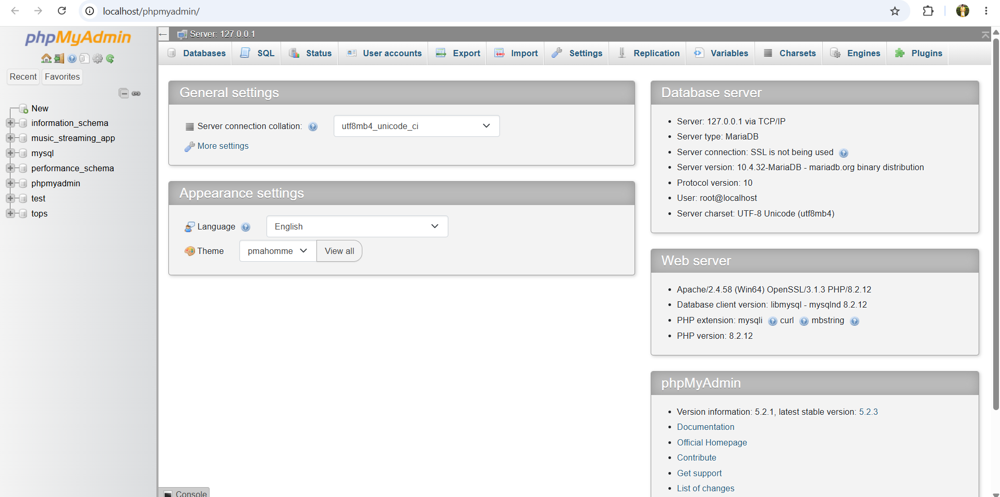 localhost/phpmyadmin/
phpMyAdmin
Recent Favorites
New
information_schema
music_streaming_app
mysql
performance_schema
phpmyadmin
test
tops
Server: 127.0.0.1
Databases SQL Status User accounts Export Import Settings Replication Variables Charsets Engines Plugins
General settings
Server connection collation: utf8mb4_unicode_ci
More settings
Appearance settings
Language English
Theme pmahomme View all
Database server
Server: 127.0.0.1 via TCP/IP
Server type: MariaDB
Server connection: SSL is not being used
Server version: 10.4.32-MariaDB - mariadb.org binary distribution
Protocol version: 10
User: root@localhost
Server charset: UTF-8 Unicode (utf8mb4)
Web server
Apache/2.4.58 (Win64) OpenSSL/3.1.3 PHP/8.2.12
Database client version: libmysql - mysqlnd 8.2.12
PHP extension: mysqli curl mbstring
PHP version: 8.2.12
phpMyAdmin
Version information: 5.2.1, latest stable version: 5.2.3
Documentation
Official Homepage
Contribute
Get support
List of changes
Console